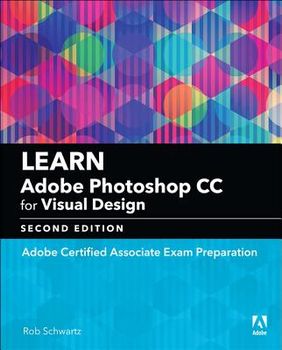 LEARN
Adobe Photoshop CC
for Visual Design
SECOND EDITION
Adobe Certified Associate Exam Preparation
Rob Schwartz
Adobe